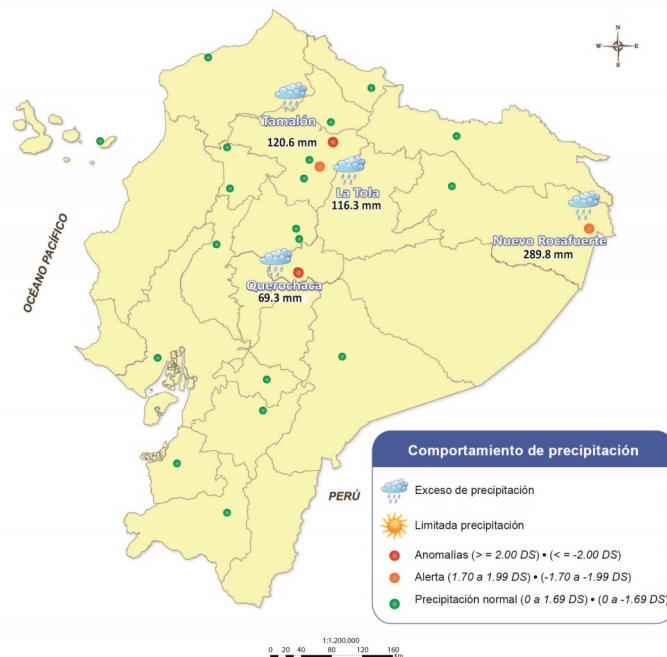 N
W
E
S
Tamalón
120.6 mm
La Tola
116.3 mm
Nuevo Rocafuerte
289.8 mm
Querochaca
69.3 mm
OCÉANO PACÍFICO
PERÚ
Comportamiento de precipitación
Exceso de precipitación
Limitada precipitación
Anomalías (> = 2.00 DS) • (< = -2.00 DS)
Alerta (1.70 a 1.99 DS) • (-1.70 a -1.99 DS)
Precipitación normal (0 a 1.69 DS) • (0 a -1.69 DS)
1:1.200.000
0 20 40 80 120 160
Km